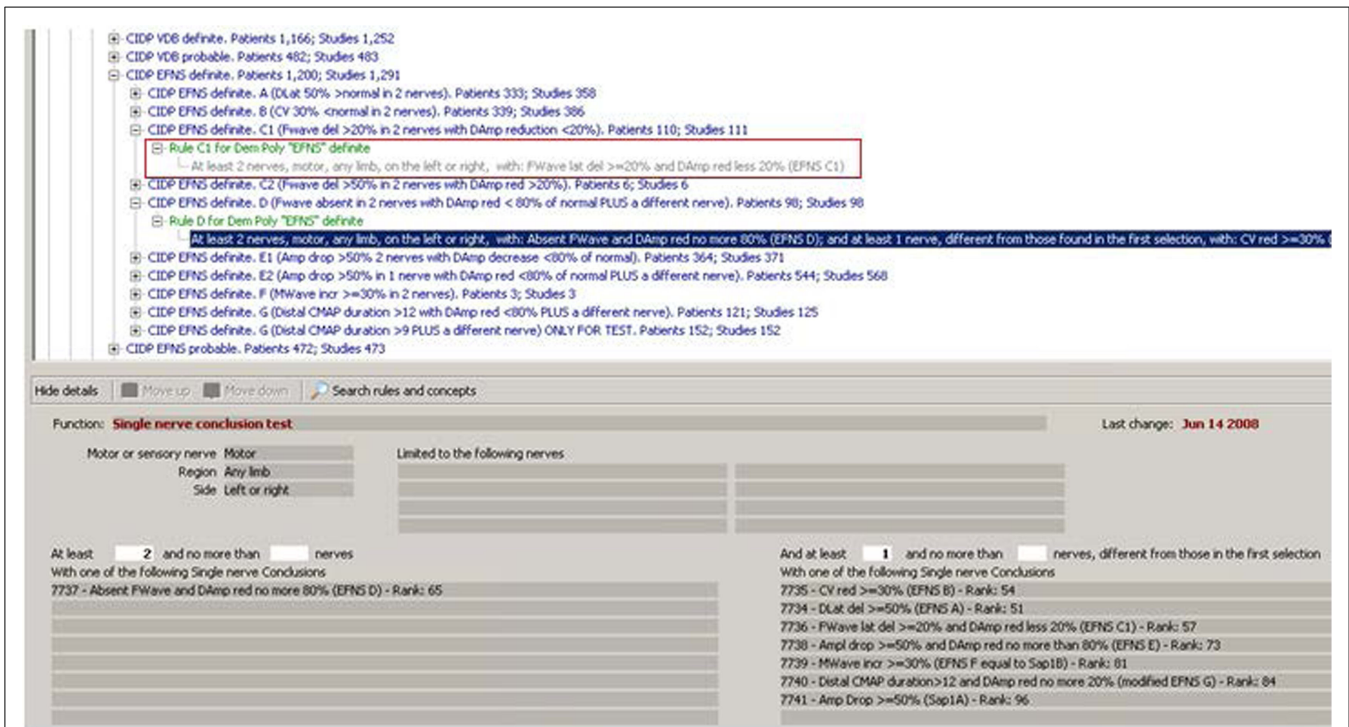 CIDP VDB definite. Patients 1,166; Studies 1,252
CIDP VDB probable. Patients 482; Studies 483
CIDP EFNS definite. Patients 1,200; Studies 1,291
CIDP EFNS definite. A (DLat 50% >normal in 2 nerves). Patients 333; Studies 358
CIDP EFNS definite. B (CV 30% <normal in 2 nerves). Patients 339; Studies 386
CIDP EFNS definite. C1 (Fwave del >20% in 2 nerves with DAmp reduction <20%). Patients 110; Studies 111
Rule C1 for Dem Poly "EFNS" definite
At least 2 nerves, motor, any limb, on the left or right, with: FWave lat del >=20% and DAmp red less 20% (EFNS C1)
CIDP EFNS definite. C2 (Fwave del >50% in 2 nerves with DAmp red >20%). Patients 6; Studies 6
CIDP EFNS definite. D (Fwave absent in 2 nerves with DAmp red < 80% of normal PLUS a different nerve). Patients 98; Studies 98
Rule D for Dem Poly "EFNS" definite
At least 2 nerves, motor, any limb, on the left or right, with: Absent FWave and DAmp red no more 80% (EFNS D); and at least 1 nerve, different from those found in the first selection, with: CV red >=30% (
CIDP EFNS definite. E1 (Amp drop >50% 2 nerves with DAmp decrease <80% of normal). Patients 364; Studies 371
CIDP EFNS definite. E2 (Amp drop >50% in 1 nerve with DAmp red <80% of normal PLUS a different nerve). Patients 544; Studies 568
CIDP EFNS definite. F (MWave incr >=30% in 2 nerves). Patients 3; Studies 3
CIDP EFNS definite. G (Distal CMAP duration >12 with DAmp red <80% PLUS a different nerve). Patients 121; Studies 125
CIDP EFNS definite. G (Distal CMAP duration >9 PLUS a different nerve) ONLY FOR TEST. Patients 152; Studies 152
CIDP EFNS probable. Patients 472; Studies 473
Hide details Move up Move down Search rules and concepts
Function: Single nerve conclusion test Last change: Jun 14 2008
Motor or sensory nerve Motor Limited to the following nerves
Region Any limb
Side Left or right
At least 2 and no more than nerves And at least 1 and no more than nerves, different from those in the first selection
With one of the following Single nerve Conclusions With one of the following Single nerve Conclusions
7737 - Absent FWave and DAmp red no more 80% (EFNS D) - Rank: 65 7735 - CV red >=30% (EFNS B) - Rank: 54
7734 - DLat del >=50% (EFNS A) - Rank: 51
7736 - FWave lat del >=20% and DAmp red less 20% (EFNS C1) - Rank: 57
7738 - Ampl drop >=50% and DAmp red no more than 80% (EFNS E) - Rank: 73
7739 - MWave incr >=30% (EFNS F equal to Sap1B) - Rank: 81
7740 - Distal CMAP duration>12 and DAmp red no more 20% (modified EFNS G) - Rank: 84
7741 - Amp Drop >=50% (Sap1A) - Rank: 96